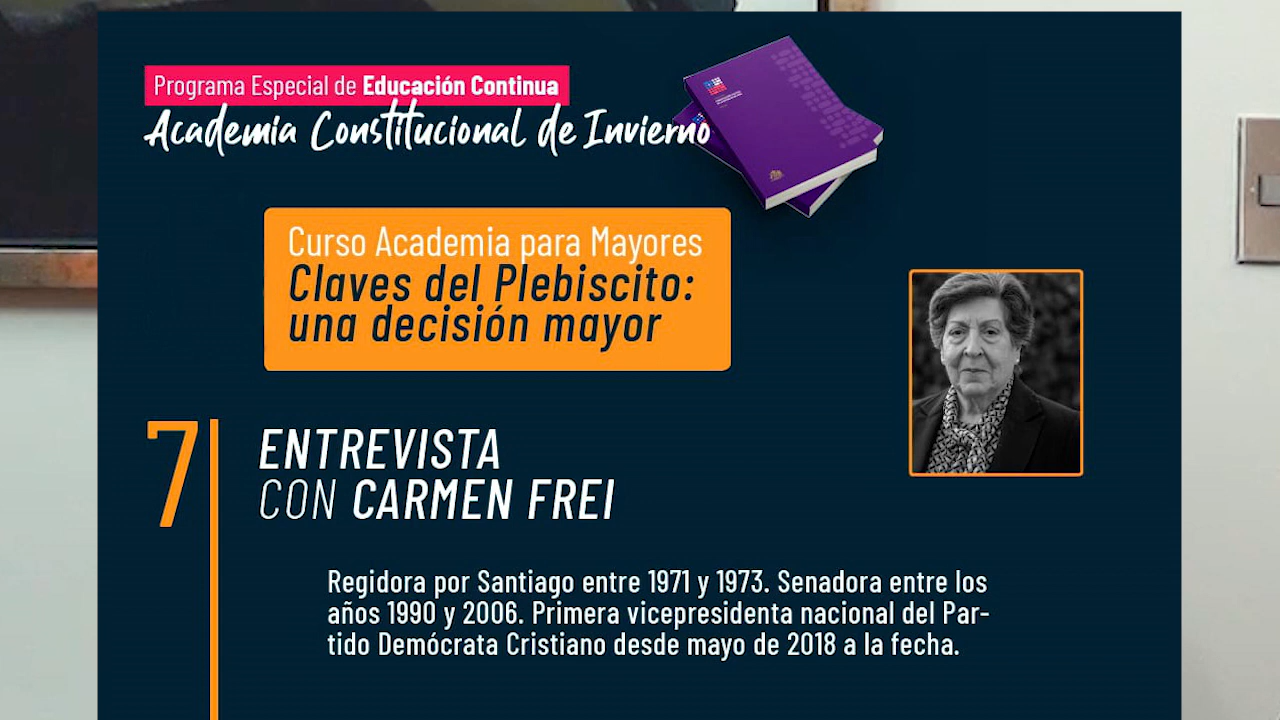 Programa Especial de Educación Continua
Academia Constitucional de Invierno
Curso Academia para Mayores
Claves del Plebiscito:
una decisión mayor
7
ENTREVISTA
CON CARMEN FREI
Regidora por Santiago entre 1971 y 1973. Senadora entre los
años 1990 y 2006. Primera vicepresidenta nacional del Par-
tido Demócrata Cristiano desde mayo de 2018 a la fecha.